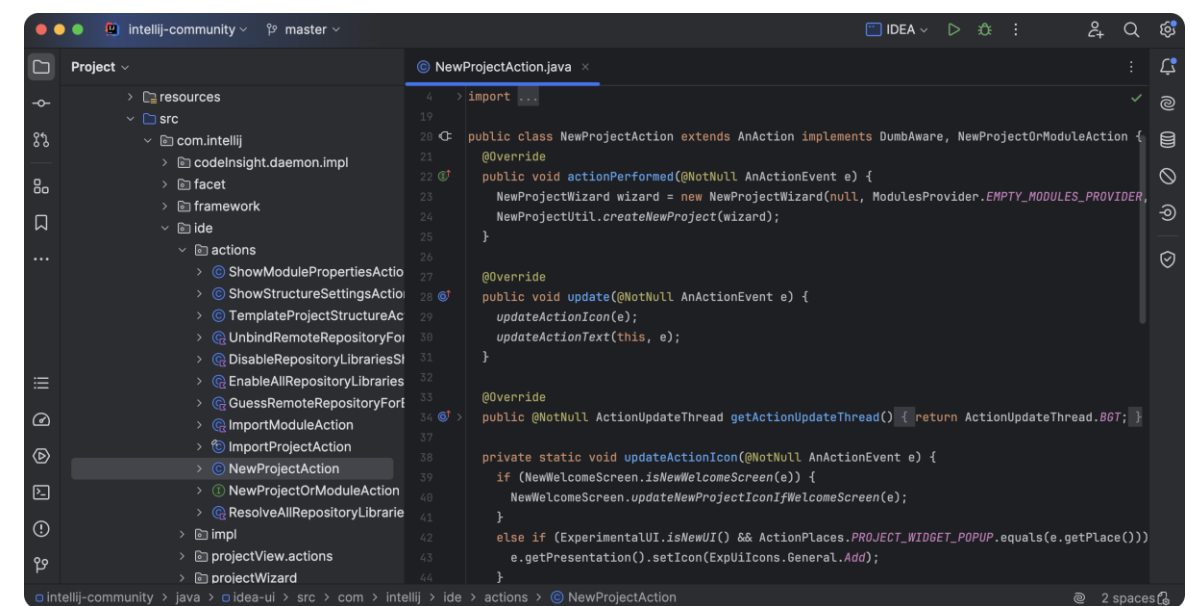 intellij-community
master
IDEA
Project
NewProjectAction.java
resources
src
com.intellij
codeInsight.daemon.impl
facet
framework
ide
actions
ShowModulePropertiesActio
ShowStructureSettingsActio
TemplateProjectStructureAc
UnbindRemoteRepositoryFor
DisableRepositoryLibrariesSh
EnableAllRepositoryLibraries
GuessRemoteRepositoryForE
ImportModuleAction
ImportProjectAction
NewProjectAction
NewProjectOrModuleAction
ResolveAllRepositoryLibrarie
impl
projectView.actions
projectWizard
4 import ...
19
20 public class NewProjectAction extends AnAction implements DumbAware, NewProjectOrModuleAction {
21 @Override
22 public void actionPerformed(@NotNull AnActionEvent e) {
23 NewProjectWizard wizard = new NewProjectWizard(null, ModulesProvider.EMPTY_MODULES_PROVIDER,
24 NewProjectUtil.createNewProject(wizard);
25 }
26
27 @Override
28 public void update(@NotNull AnActionEvent e) {
29 updateActionIcon(e);
30 updateActionText(this, e);
31 }
32
33 @Override
34 public @NotNull ActionUpdateThread getActionUpdateThread() { return ActionUpdateThread.BGT; }
37
38 private static void updateActionIcon(@NotNull AnActionEvent e) {
39 if (NewWelcomeScreen.isNewWelcomeScreen(e)) {
40 NewWelcomeScreen.updateNewProjectIconIfWelcomeScreen(e);
41 }
42 else if (ExperimentalUI.isNewUI() && ActionPlaces.PROJECT_WIDGET_POPUP.equals(e.getPlace()))
43 e.getPresentation().setIcon(ExpUiIcons.General.Add);
44 }
intellij-community > java > idea-ui > src > com > intellij > ide > actions > NewProjectAction
2 spaces